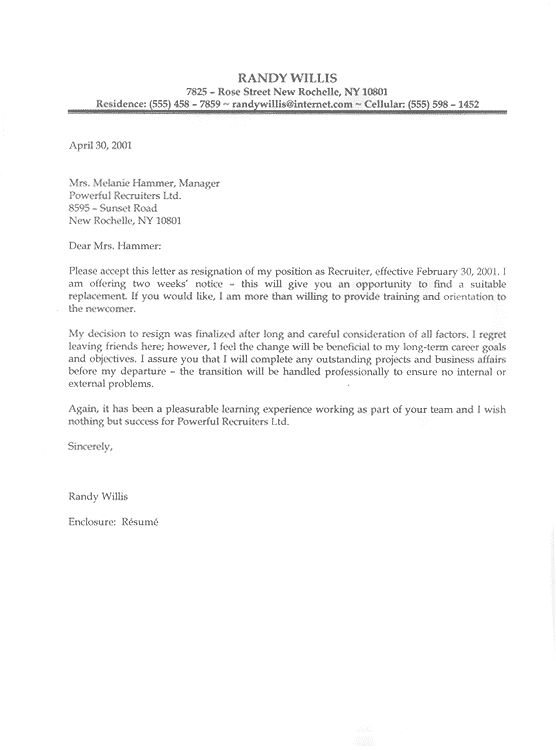 RANDY WILLIS
7825 – Rose Street New Rochelle, NY 10801
Residence: (555) 458 – 7859 ~ randywillis@internet.com ~ Cellular: (555) 598 – 1452
April 30, 2001
Mrs. Melanie Hammer, Manager
Powerful Recruiters Ltd.
8595 – Sunset Road
New Rochelle, NY 10801
Dear Mrs. Hammer:
Please accept this letter as resignation of my position as Recruiter, effective February 30, 2001. I
am offering two weeks' notice – this will give you an opportunity to find a suitable
replacement. If you would like, I am more than willing to provide training and orientation to
the newcomer.
My decision to resign was finalized after long and careful consideration of all factors. I regret
leaving friends here; however, I feel the change will be beneficial to my long-term career goals
and objectives. I assure you that I will complete any outstanding projects and business affairs
before my departure – the transition will be handled professionally to ensure no internal or
external problems.
Again, it has been a pleasurable learning experience working as part of your team and I wish
nothing but success for Powerful Recruiters Ltd.
Sincerely,
Randy Willis
Enclosure: Résumé